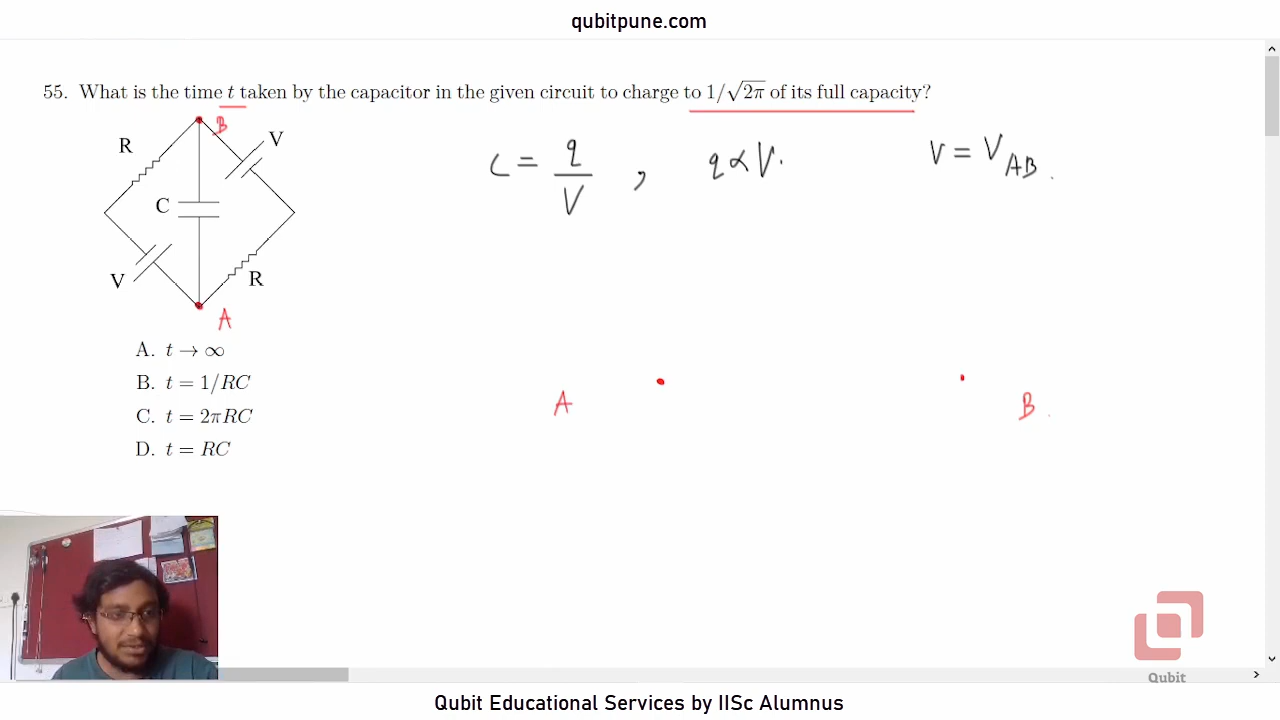 qubitpune.com
55. What is the time t taken by the capacitor in the given circuit to charge to 1/√2π of its full capacity?
B
R
V
C = q/V , q ∝ V. V = V_AB.
C
V
R
A
A. t → ∞
B. t = 1/RC
C. t = 2πRC
D. t = RC
A
B
Qubit
Qubit Educational Services by IISc Alumnus